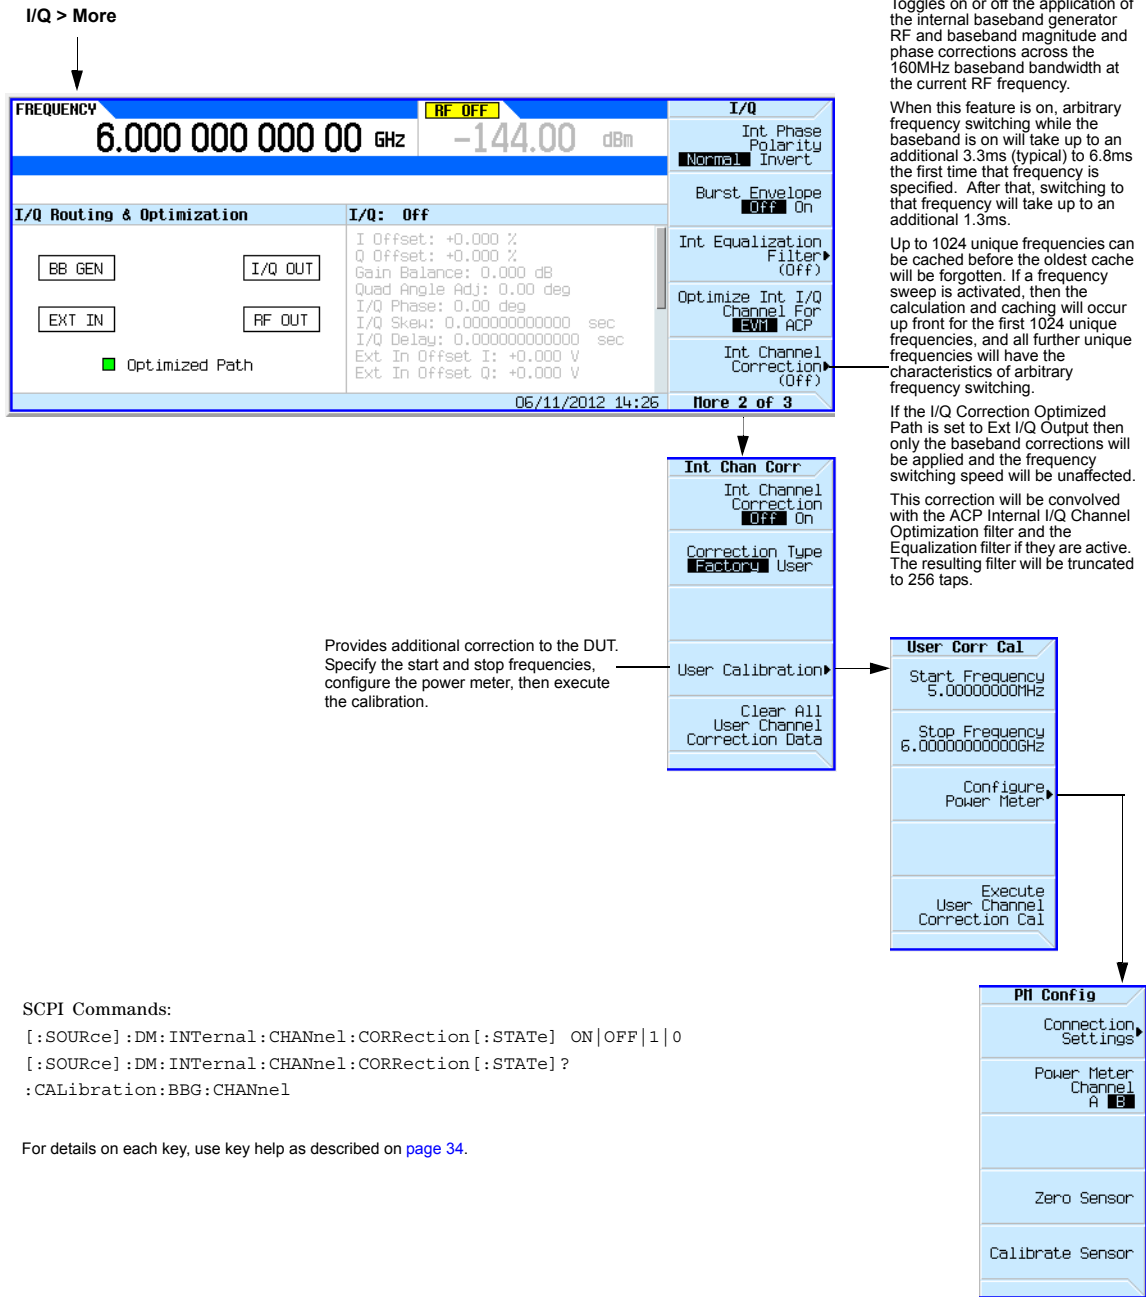 I/Q > More
Toggles on or off the application of
the internal baseband generator
RF and baseband magnitude and
phase corrections across the
160MHz baseband bandwidth at
the current RF frequency.
When this feature is on, arbitrary
frequency switching while the
baseband is on will take up to an
additional 3.3ms (typical) to 6.8ms
the first time that frequency is
specified.  After that, switching to
that frequency will take up to an
additional 1.3ms.
Up to 1024 unique frequencies can
be cached before the oldest cache
will be forgotten. If a frequency
sweep is activated, then the
calculation and caching will occur
up front for the first 1024 unique
frequencies, and all further unique
frequencies will have the
characteristics of arbitrary
frequency switching.
If the I/Q Correction Optimized
Path is set to Ext I/Q Output then
only the baseband corrections will
be applied and the frequency
switching speed will be unaffected.
This correction will be convolved
with the ACP Internal I/Q Channel
Optimization filter and the
Equalization filter if they are active.
The resulting filter will be truncated
to 256 taps.
FREQUENCY
6.000 000 000 00 GHz
RF OFF
-144.00 dBm
I/Q Routing & Optimization
BB GEN
I/Q OUT
EXT IN
RF OUT
Optimized Path
I/Q: Off
I Offset: +0.000 %
Q Offset: +0.000 %
Gain Balance: 0.000 dB
Quad Angle Adj: 0.00 deg
I/Q Phase: 0.00 deg
I/Q Skew: 0.000000000000 sec
I/Q Delay: 0.000000000000 sec
Ext In Offset I: +0.000 V
Ext In Offset Q: +0.000 V
06/11/2012 14:26
I/Q
Int Phase
Polarity
Normal Invert
Burst Envelope
Off On
Int Equalization
Filter
(Off)
Optimize Int I/Q
Channel For
EVM ACP
Int Channel
Correction
(Off)
More 2 of 3
Int Chan Corr
Int Channel
Correction
Off On
Correction Type
Factory User
User Calibration
Clear All
User Channel
Correction Data
Provides additional correction to the DUT.
Specify the start and stop frequencies,
configure the power meter, then execute
the calibration.
User Corr Cal
Start Frequency
5.00000000MHz
Stop Frequency
6.00000000000GHz
Configure
Power Meter
Execute
User Channel
Correction Cal
PM Config
Connection
Settings
Power Meter
Channel
A B
Zero Sensor
Calibrate Sensor
SCPI Commands:
[:SOURce]:DM:INTernal:CHANnel:CORRection[:STATe] ON|OFF|1|0
[:SOURce]:DM:INTernal:CHANnel:CORRection[:STATe]?
:CALibration:BBG:CHANnel
For details on each key, use key help as described on page 34.